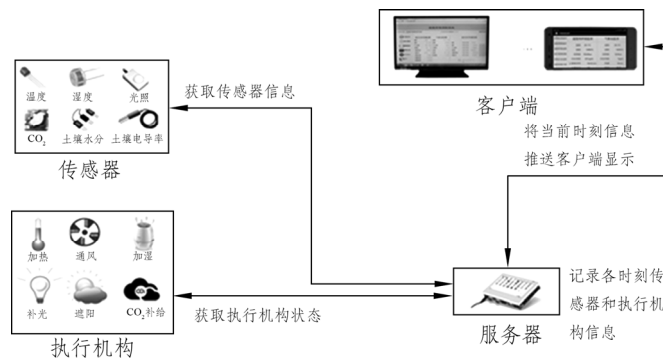 温度 湿度 光照
CO2 土壤水分 土壤电导率
传感器
获取传感器信息
客户端
将当前时刻信息
推送客户端显示
加热 通风 加湿
补光 遮阳 CO2补给
执行机构
获取执行机构状态
服务器
记录各时刻传
感器和执行机
构信息